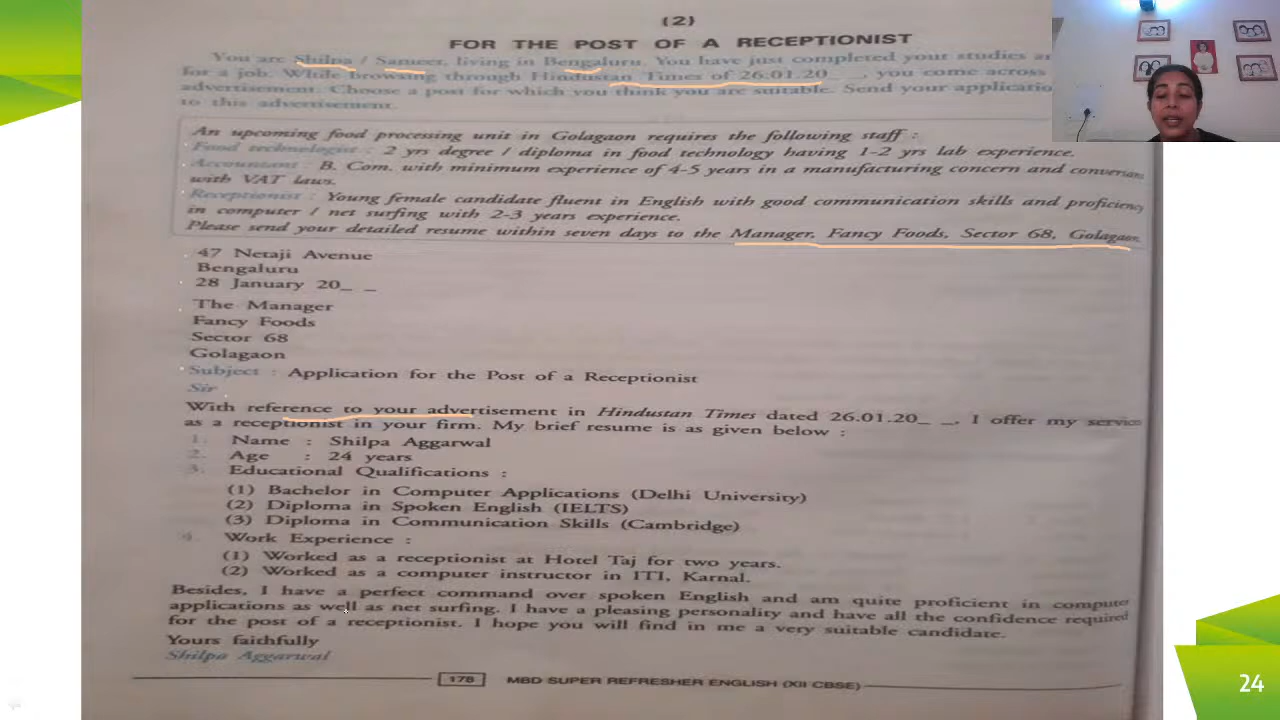 (2)
FOR THE POST OF A RECEPTIONIST
You are Shilpa / Sameer, living in Bengaluru. You have just completed your studies
for a job. While browsing through Hindustan Times of 26.01.20_ _, you come across
advertisement. Choose a post for which you think you are suitable. Send your
to this advertisement.
An upcoming food processing unit in Golagaon requires the following staff :
Food technologist : 2 yrs degree / diploma in food technology having 1-2 yrs lab experience.
Accountant : B. Com. with minimum experience of 4-5 years in a manufacturing concern and
with VAT laws.
Receptionist : Young female candidate fluent in English with good communication skills and proficiency
in computer / net surfing with 2-3 years experience.
Please send your detailed resume within seven days to the Manager, Fancy Foods, Sector 68, Golagaon.
47 Netaji Avenue
Bengaluru
28 January 20_ _
The Manager
Fancy Foods
Sector 68
Golagaon
Subject : Application for the Post of a Receptionist
Sir
With reference to your advertisement in Hindustan Times dated 26.01.20_ _, I offer my service
as a receptionist in your firm. My brief resume is as given below :
1. Name : Shilpa Aggarwal
2. Age : 24 years
3. Educational Qualifications :
(1) Bachelor in Computer Applications (Delhi University)
(2) Diploma in Spoken English (IELTS)
(3) Diploma in Communication Skills (Cambridge)
4. Work Experience :
(1) Worked as a receptionist at Hotel Taj for two years.
(2) Worked as a computer instructor in ITI, Karnal.
Besides, I have a perfect command over spoken English and am quite proficient in computer
applications as well as net surfing. I have a pleasing personality and have all the confidence required
for the post of a receptionist. I hope you will find in me a very suitable candidate.
Yours faithfully
Shilpa Aggarwal
178 MBD SUPER REFRESHER ENGLISH (XII CBSE)
24